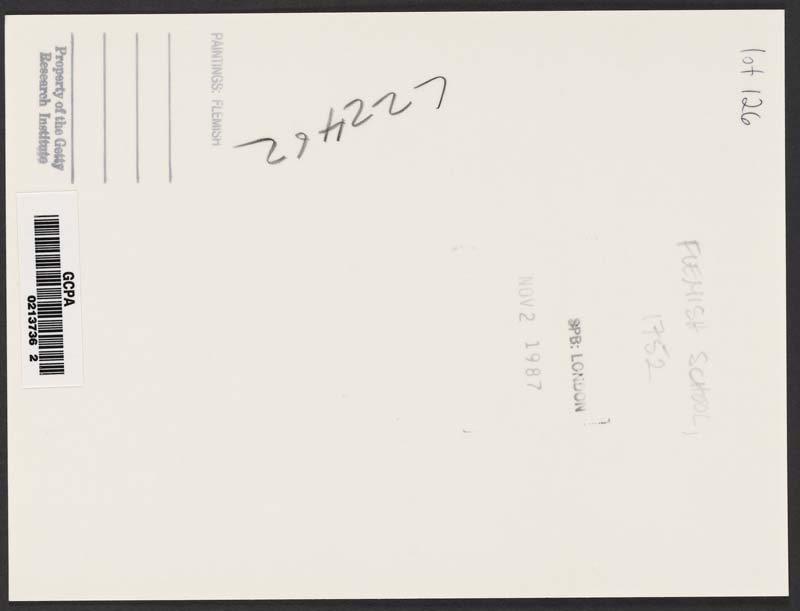 lot 126
FLEMISH SCHOOL,
1752
SPB: LONDON
NOV 2 1987
L22462
PAINTINGS: FLEMISH
Property of the Getty
Research Institute
GCPA
0213736 2